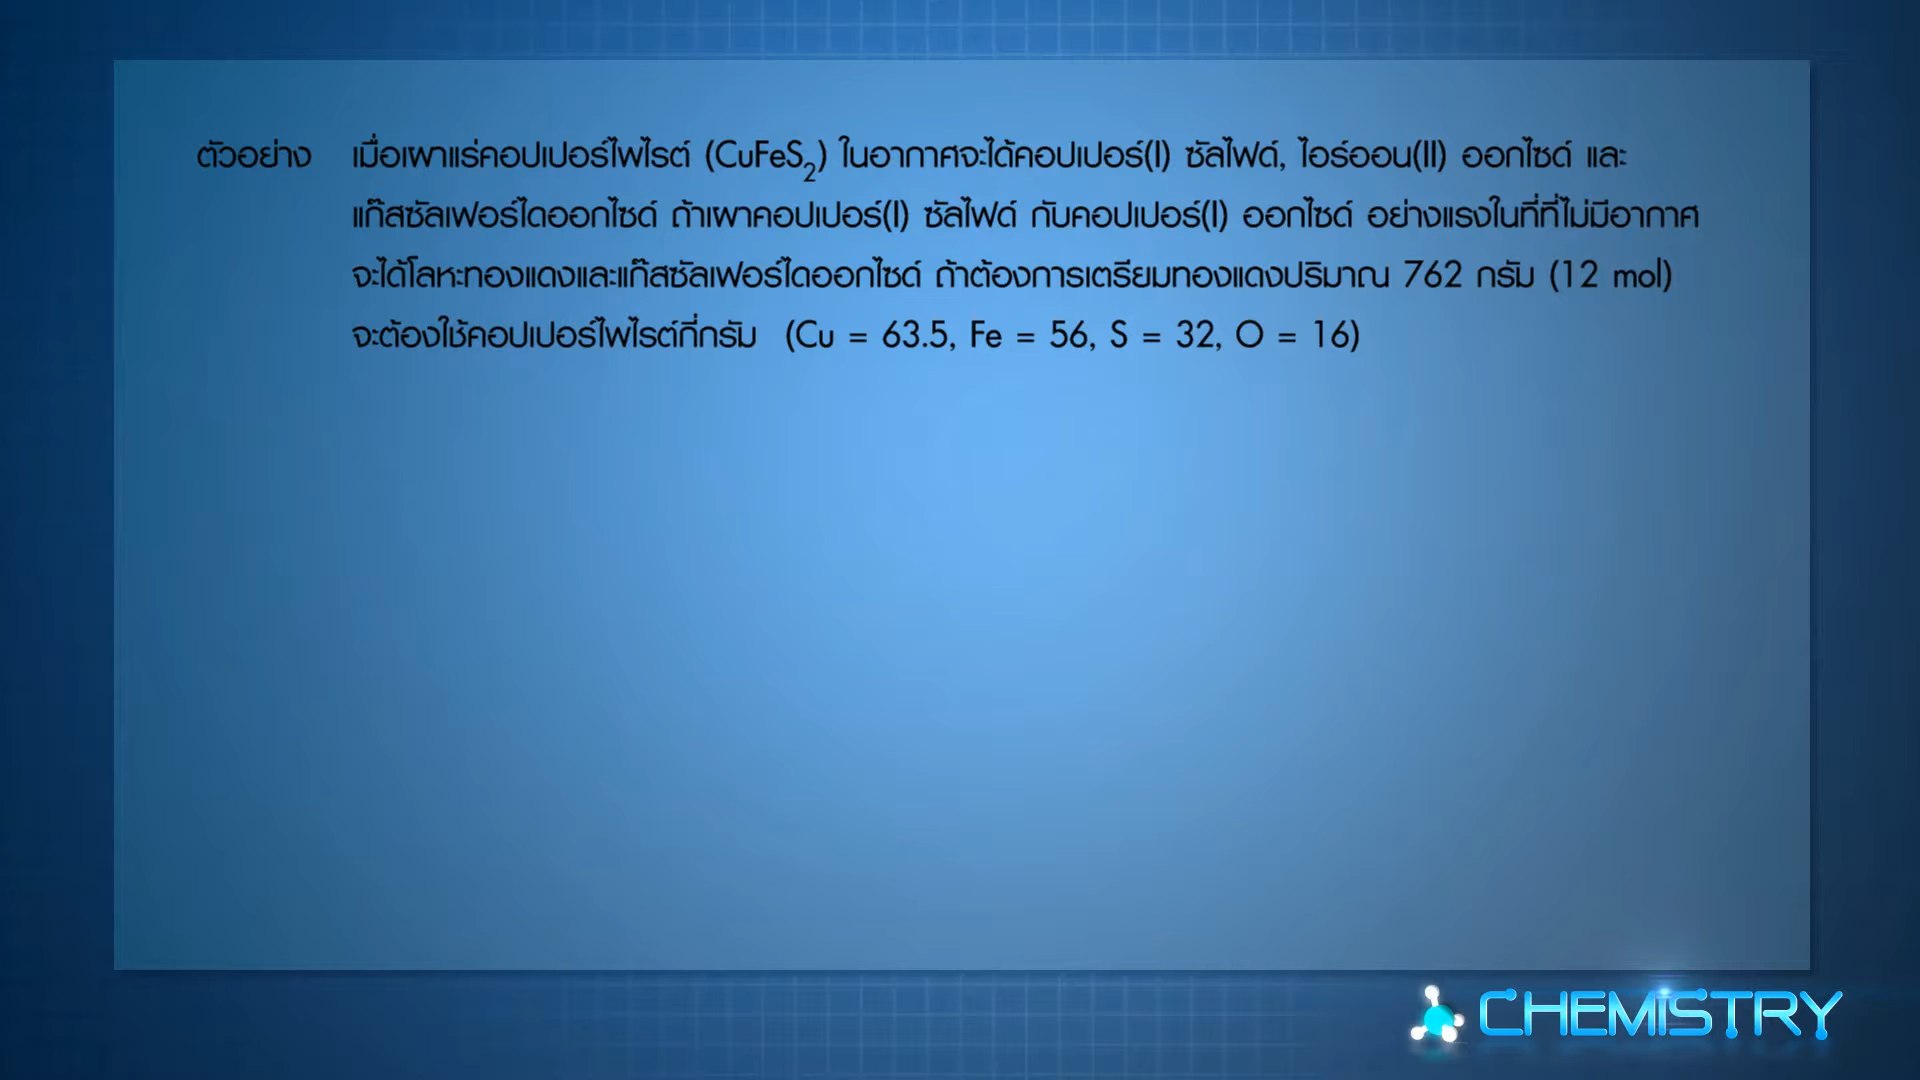 ตัวอย่าง เมื่อเผาแร่คอปเปอร์ไพไรต์ (CuFeS₂) ในอากาศจะได้คอปเปอร์(I) ซัลไฟด์, ไอร์ออน(II) ออกไซด์ และ
แก๊สซัลเฟอร์ไดออกไซด์ ถ้าเผาคอปเปอร์(I) ซัลไฟด์ กับคอปเปอร์(I) ออกไซด์ อย่างแรงในที่ที่ไม่มีอากาศ
จะได้โลหะทองแดงและแก๊สซัลเฟอร์ไดออกไซด์ ถ้าต้องการเตรียมทองแดงปริมาณ 762 กรัม (12 mol)
จะต้องใช้คอปเปอร์ไพไรต์กี่กรัม (Cu = 63.5, Fe = 56, S = 32, O = 16)
CHEMISTRY